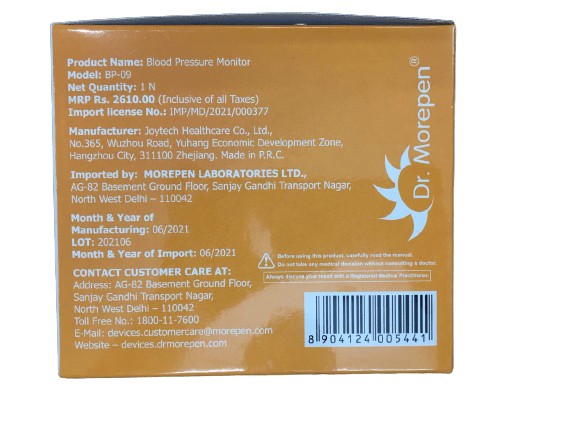 Product Name: Blood Pressure Monitor
Model: BP-09
Net Quantity: 1 N
MRP Rs. 2610.00 (Inclusive of all Taxes)
Import license No.: IMP/MD/2021/000377
Manufacturer: Joytech Healthcare Co., Ltd.,
No.365, Wuzhou Road, Yuhang Economic Development Zone,
Hangzhou City, 311100 Zhejiang. Made in P.R.C.
Imported by: MOREPEN LABORATORIES LTD.,
AG-82 Basement Ground Floor, Sanjay Gandhi Transport Nagar,
North West Delhi – 110042
Month & Year of
Manufacturing: 06/2021
LOT: 202106
Month & Year of Import: 06/2021
CONTACT CUSTOMER CARE AT:
Address: AG-82 Basement Ground Floor,
Sanjay Gandhi Transport Nagar,
North West Delhi – 110042
Toll Free No.: 1800-11-7600
E-Mail: devices.customercare@morepen.com
Website – devices.drmorepen.com
Dr. Morepen®
Before using this product, carefully read the manual.
Do not take any medical decision without consulting a doctor.
Always discuss your result with a Registered Medical Practitioner.
8 904124 005441